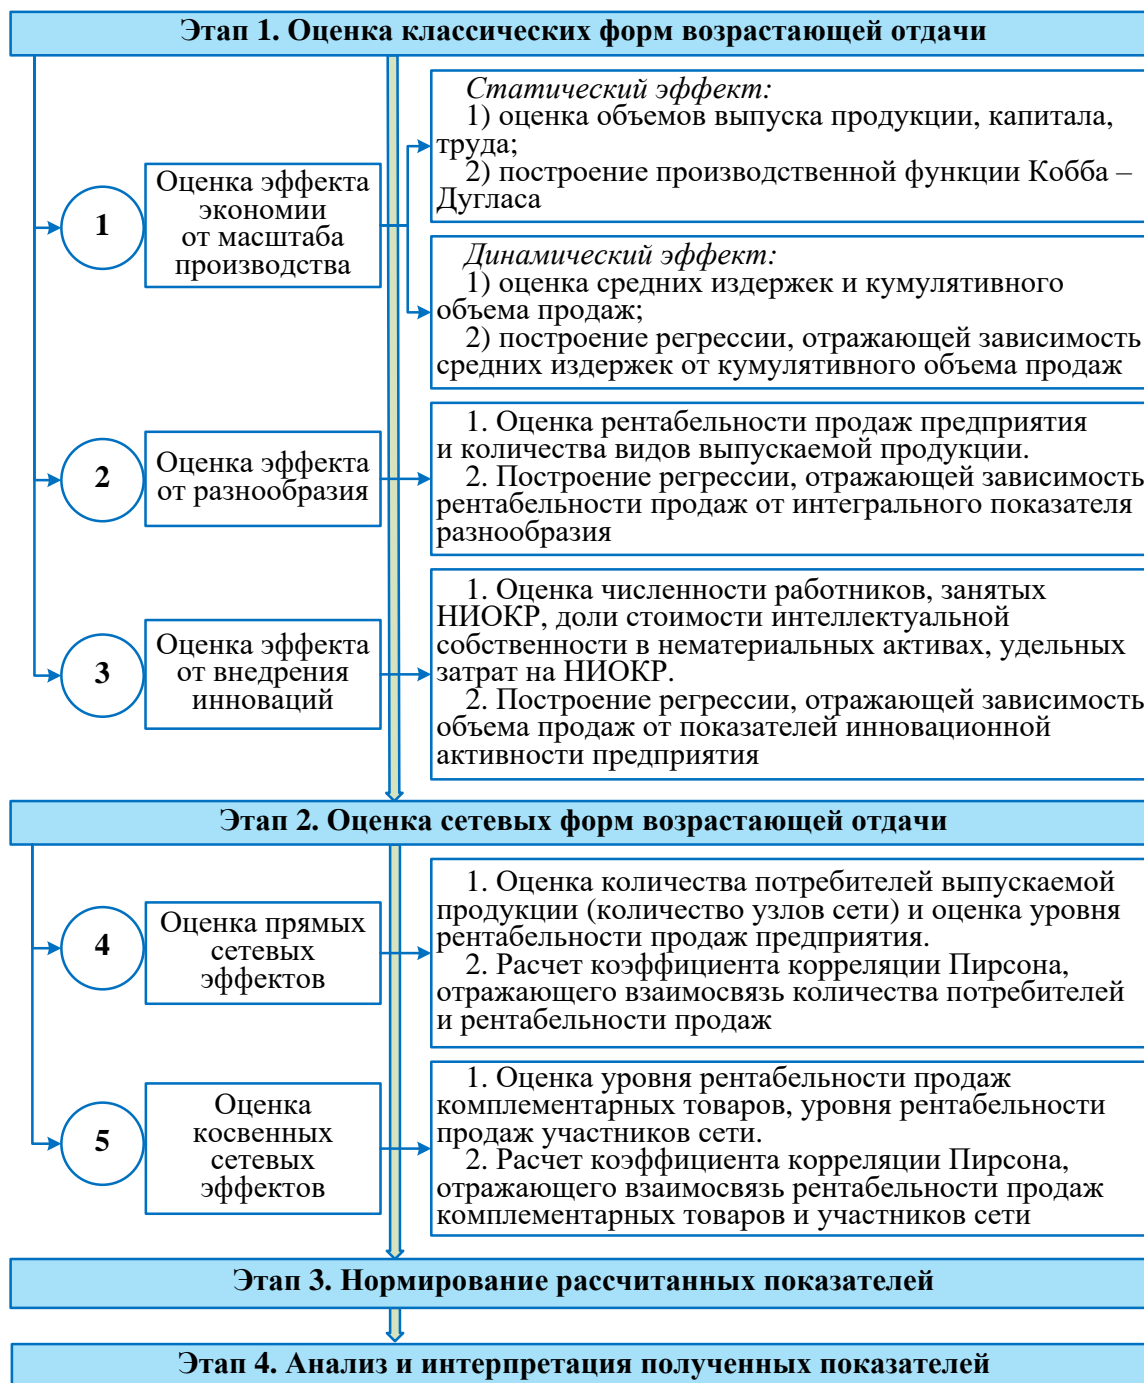 Этап 1. Оценка классических форм возрастающей отдачи
1
Оценка эффекта
экономии
от масштаба
производства
Статический эффект:
1) оценка объемов выпуска продукции, капитала,
труда;
2) построение производственной функции Кобба –
Дугласа
Динамический эффект:
1) оценка средних издержек и кумулятивного
объема продаж;
2) построение регрессии, отражающей зависимость
средних издержек от кумулятивного объема продаж
2
Оценка эффекта
от разнообразия
1. Оценка рентабельности продаж предприятия
и количества видов выпускаемой продукции.
2. Построение регрессии, отражающей зависимость
рентабельности продаж от интегрального показателя
разнообразия
3
Оценка эффекта
от внедрения
инноваций
1. Оценка численности работников, занятых
НИОКР, доли стоимости интеллектуальной
собственности в нематериальных активах, удельных
затрат на НИОКР.
2. Построение регрессии, отражающей зависимость
объема продаж от показателей инновационной
активности предприятия
Этап 2. Оценка сетевых форм возрастающей отдачи
4
Оценка прямых
сетевых
эффектов
1. Оценка количества потребителей выпускаемой
продукции (количество узлов сети) и оценка уровня
рентабельности продаж предприятия.
2. Расчет коэффициента корреляции Пирсона,
отражающего взаимосвязь количества потребителей
и рентабельности продаж
5
Оценка
косвенных
сетевых
эффектов
1. Оценка уровня рентабельности продаж
комплементарных товаров, уровня рентабельности
продаж участников сети.
2. Расчет коэффициента корреляции Пирсона,
отражающего взаимосвязь рентабельности продаж
комплементарных товаров и участников сети
Этап 3. Нормирование рассчитанных показателей
Этап 4. Анализ и интерпретация полученных показателей